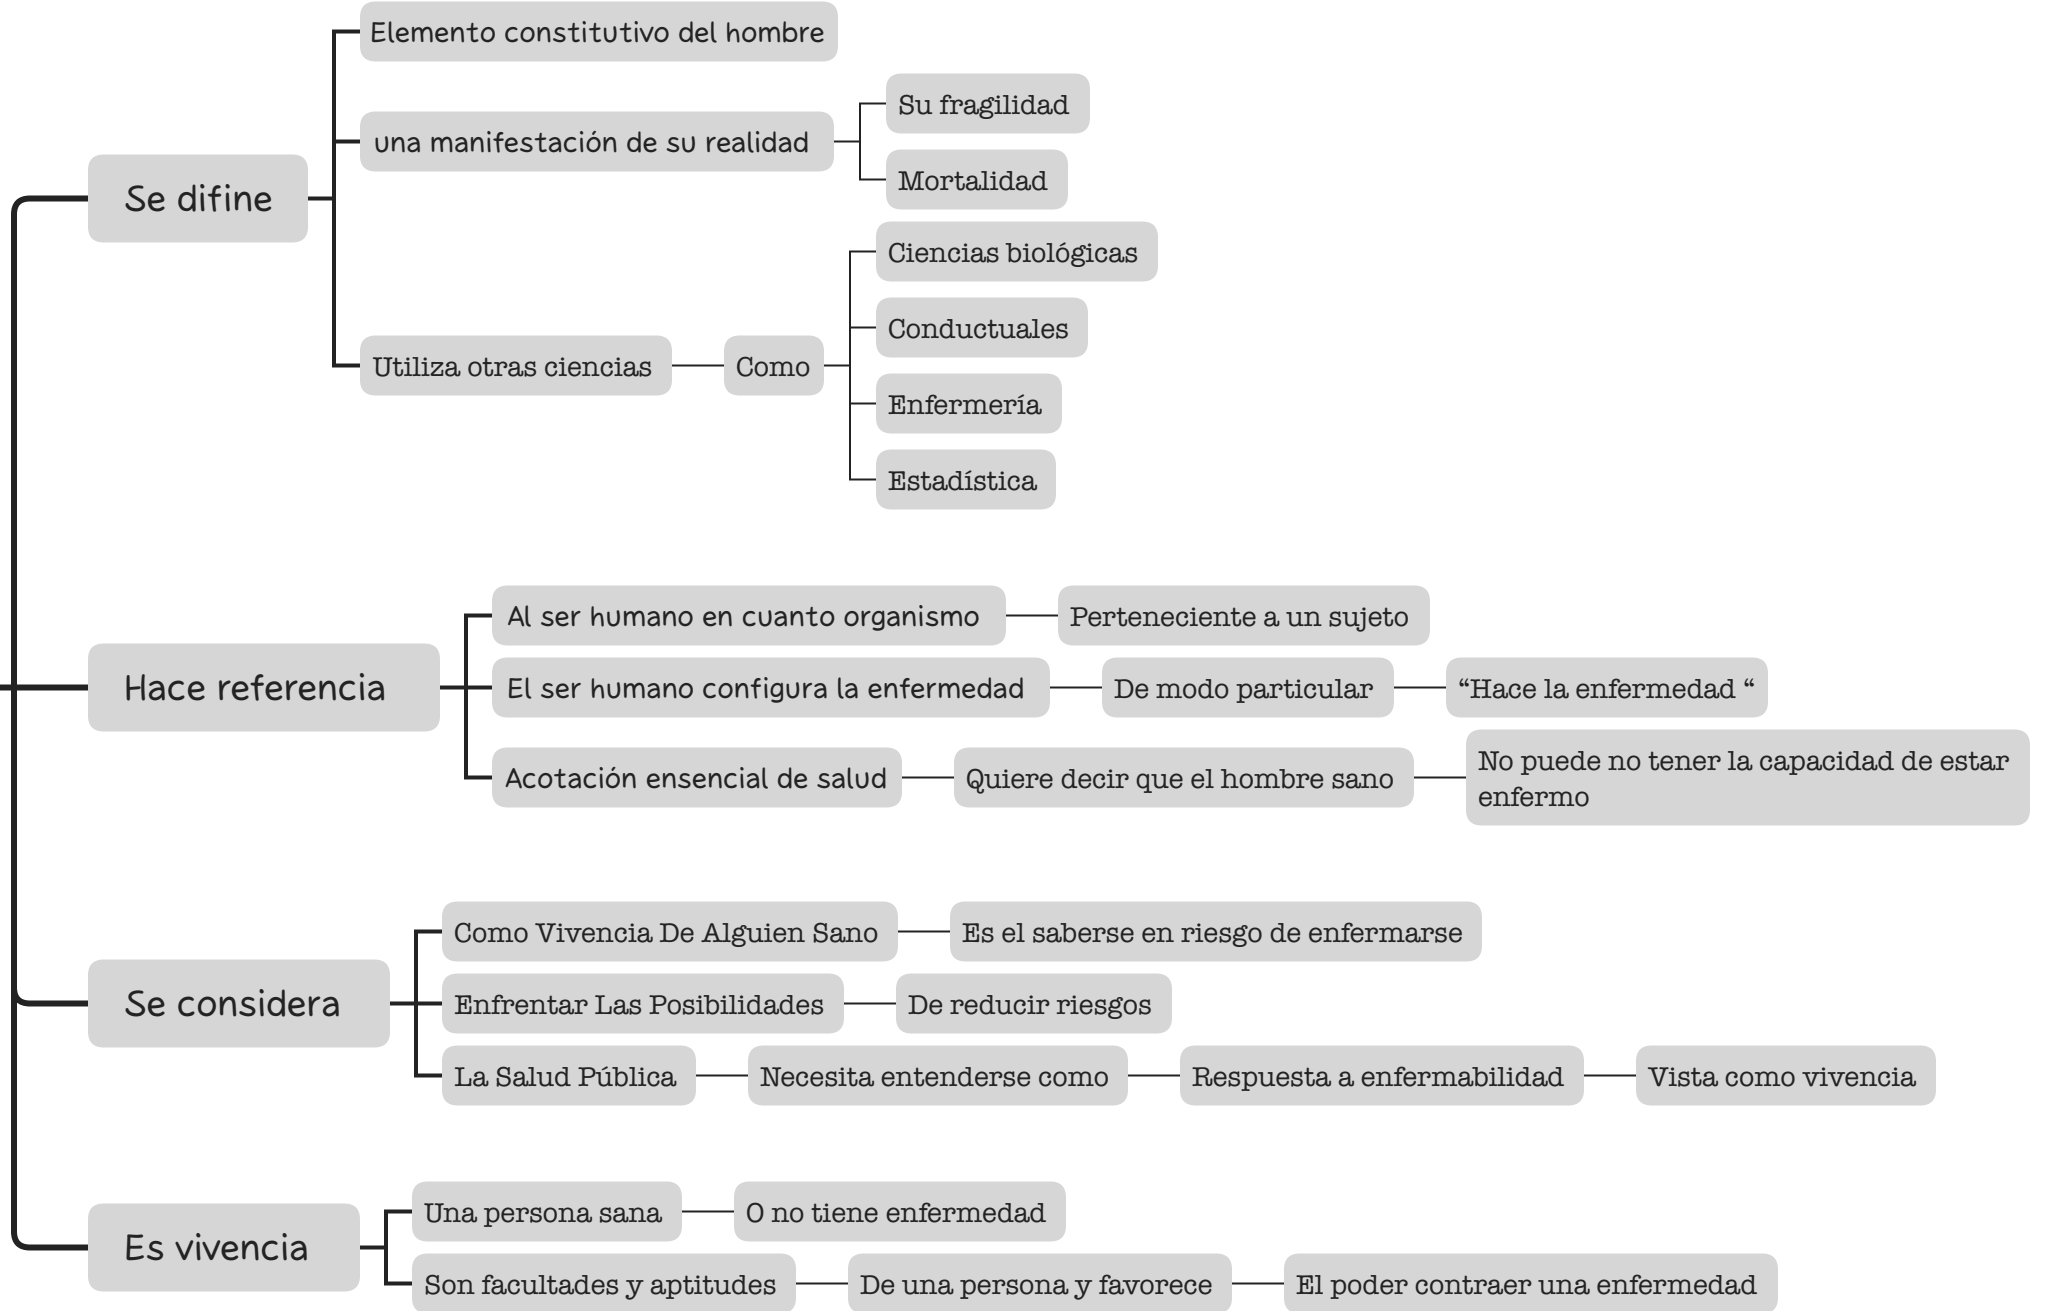 Elemento constitutivo del hombre
Su fragilidad
una manifestación de su realidad
Mortalidad
Se difine
Ciencias biológicas
Conductuales
Utiliza otras ciencias
Como
Enfermería
Estadística
Al ser humano en cuanto organismo
Perteneciente a un sujeto
Hace referencia
El ser humano configura la enfermedad
De modo particular
“Hace la enfermedad “
Acotación ensencial de salud
Quiere decir que el hombre sano
No puede no tener la capacidad de estar
enfermo
Como Vivencia De Alguien Sano
Es el saberse en riesgo de enfermarse
Se considera
Enfrentar Las Posibilidades
De reducir riesgos
La Salud Pública
Necesita entenderse como
Respuesta a enfermabilidad
Vista como vivencia
Una persona sana
O no tiene enfermedad
Es vivencia
Son facultades y aptitudes
De una persona y favorece
El poder contraer una enfermedad